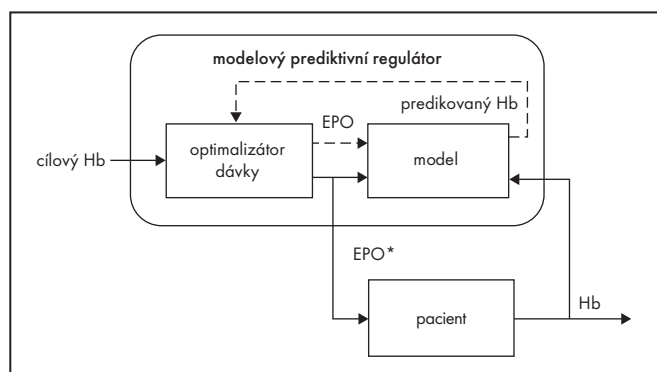 modelový prediktivní regulátor
predikovaný Hb
EPO
cílový Hb
optimalizátor
dávky
model
EPO*
Hb
pacient